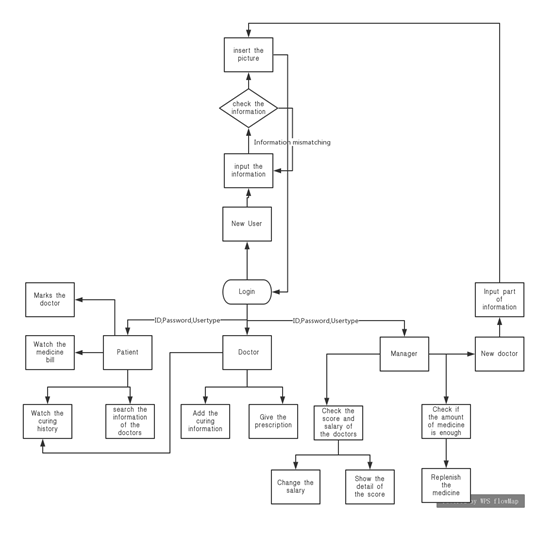 insert the
picture
check the
information
Information mismatching
input the
information
New User
Login
Marks the
doctor
Input part
of
information
ID,Password,Usertype
ID,Password,Usertype
Watch the
medicine
bill
Patient
Doctor
Manager
New doctor
Watch the
curing
history
search the
information
of the
doctors
Add the
curing
information
Give the
prescription
Check the
score and
salary of
the doctors
Check if
the amount
of medicine
is enough
Change the
salary
Show the
detail of
the score
Replenish
the
medicine
by WPS flowMap